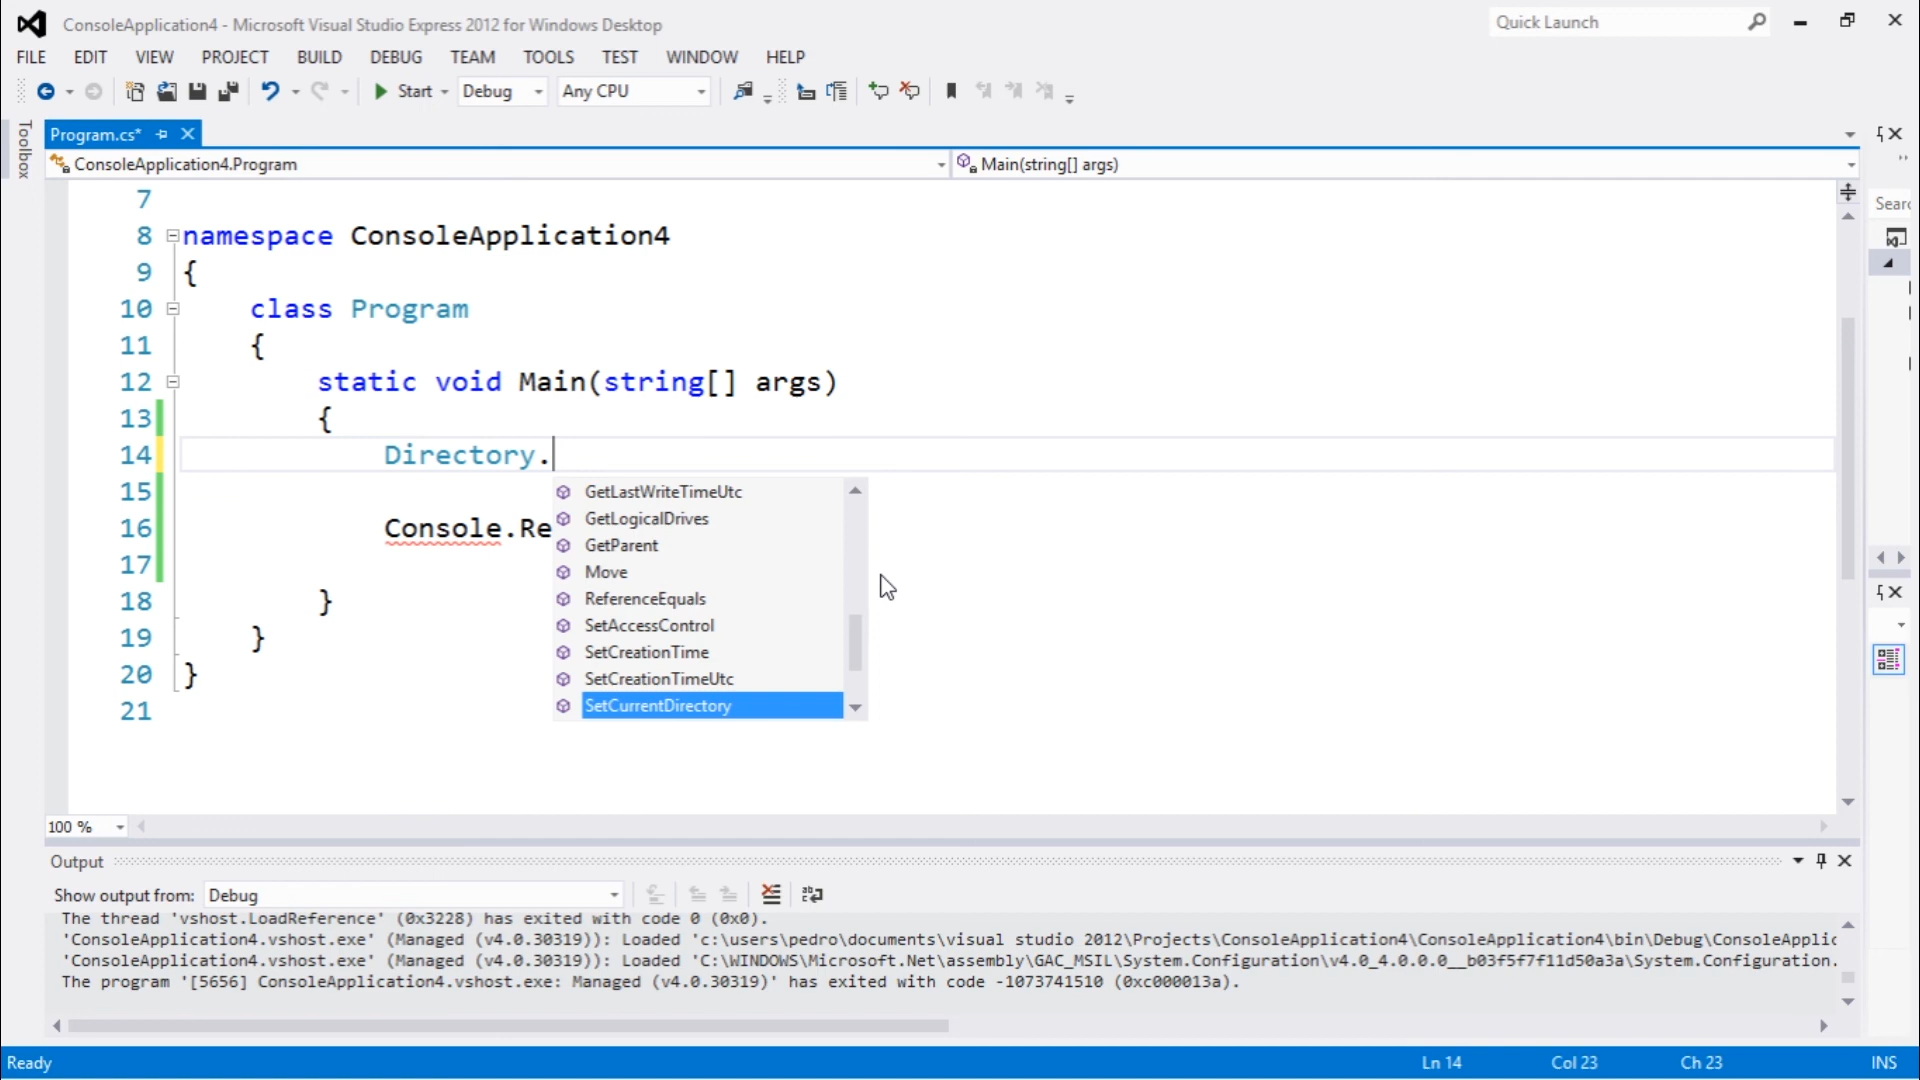 ConsoleApplication4 - Microsoft Visual Studio Express 2012 for Windows Desktop
Quick Launch
FILE EDIT VIEW PROJECT BUILD DEBUG TEAM TOOLS TEST WINDOW HELP
Start Debug Any CPU
Toolbox
Program.cs*
ConsoleApplication4.Program
Main(string[] args)
7
8 namespace ConsoleApplication4
9 {
10 class Program
11 {
12 static void Main(string[] args)
13 {
14 Directory.
15
16 Console.Re
17
18 }
19 }
20 }
21
GetLastWriteTimeUtc
GetLogicalDrives
GetParent
Move
ReferenceEquals
SetAccessControl
SetCreationTime
SetCreationTimeUtc
SetCurrentDirectory
Sear
100 %
Output
Show output from: Debug
The thread 'vshost.LoadReference' (0x3228) has exited with code 0 (0x0).
'ConsoleApplication4.vshost.exe' (Managed (v4.0.30319)): Loaded 'c:\users\pedro\documents\visual studio 2012\Projects\ConsoleApplication4\ConsoleApplication4\bin\Debug\ConsoleApplic
'ConsoleApplication4.vshost.exe' (Managed (v4.0.30319)): Loaded 'C:\WINDOWS\Microsoft.Net\assembly\GAC_MSIL\System.Configuration\v4.0_4.0.0.0__b03f5f7f11d50a3a\System.Configuration.
The program '[5656] ConsoleApplication4.vshost.exe: Managed (v4.0.30319)' has exited with code -1073741510 (0xc000013a).
Ready
Ln 14 Col 23 Ch 23 INS